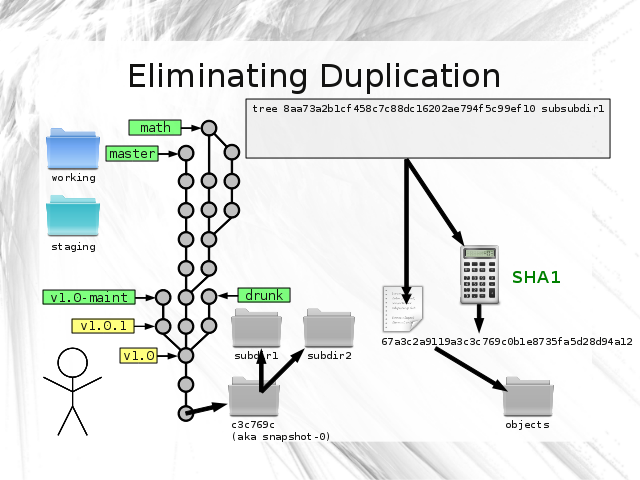 Eliminating Duplication
tree 8aa73a2b1cf458c7c88dc16202ae794f5c99ef10 subsubdir1
math
master
working
staging
SHA1
v1.0-maint
drunk
v1.0.1
67a3c2a9119a3c3c769c0b1e8735fa5d28d94a12
v1.0
subdir1
subdir2
c3c769c
(aka snapshot-0)
objects